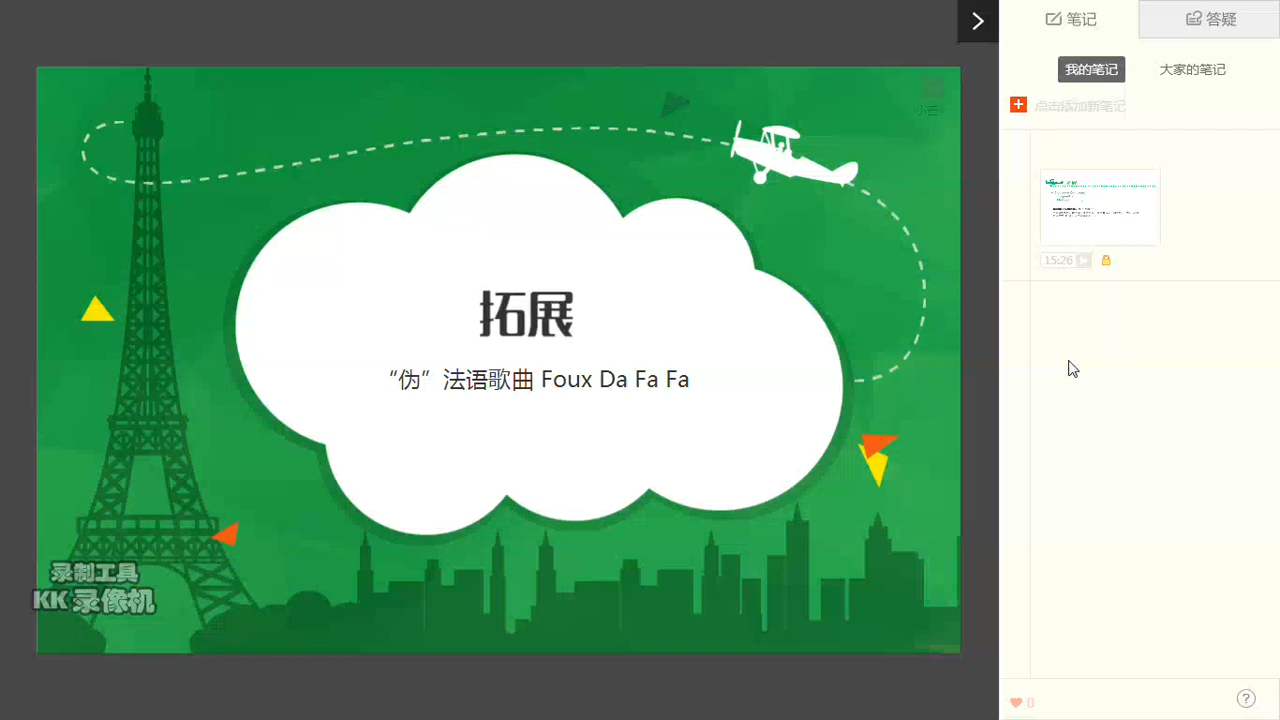 拓展
“伪”法语歌曲 Foux Da Fa Fa
录制工具
KK 录像机
笔记
答疑
我的笔记
大家的笔记
点击添加新笔记
15:26
0
?